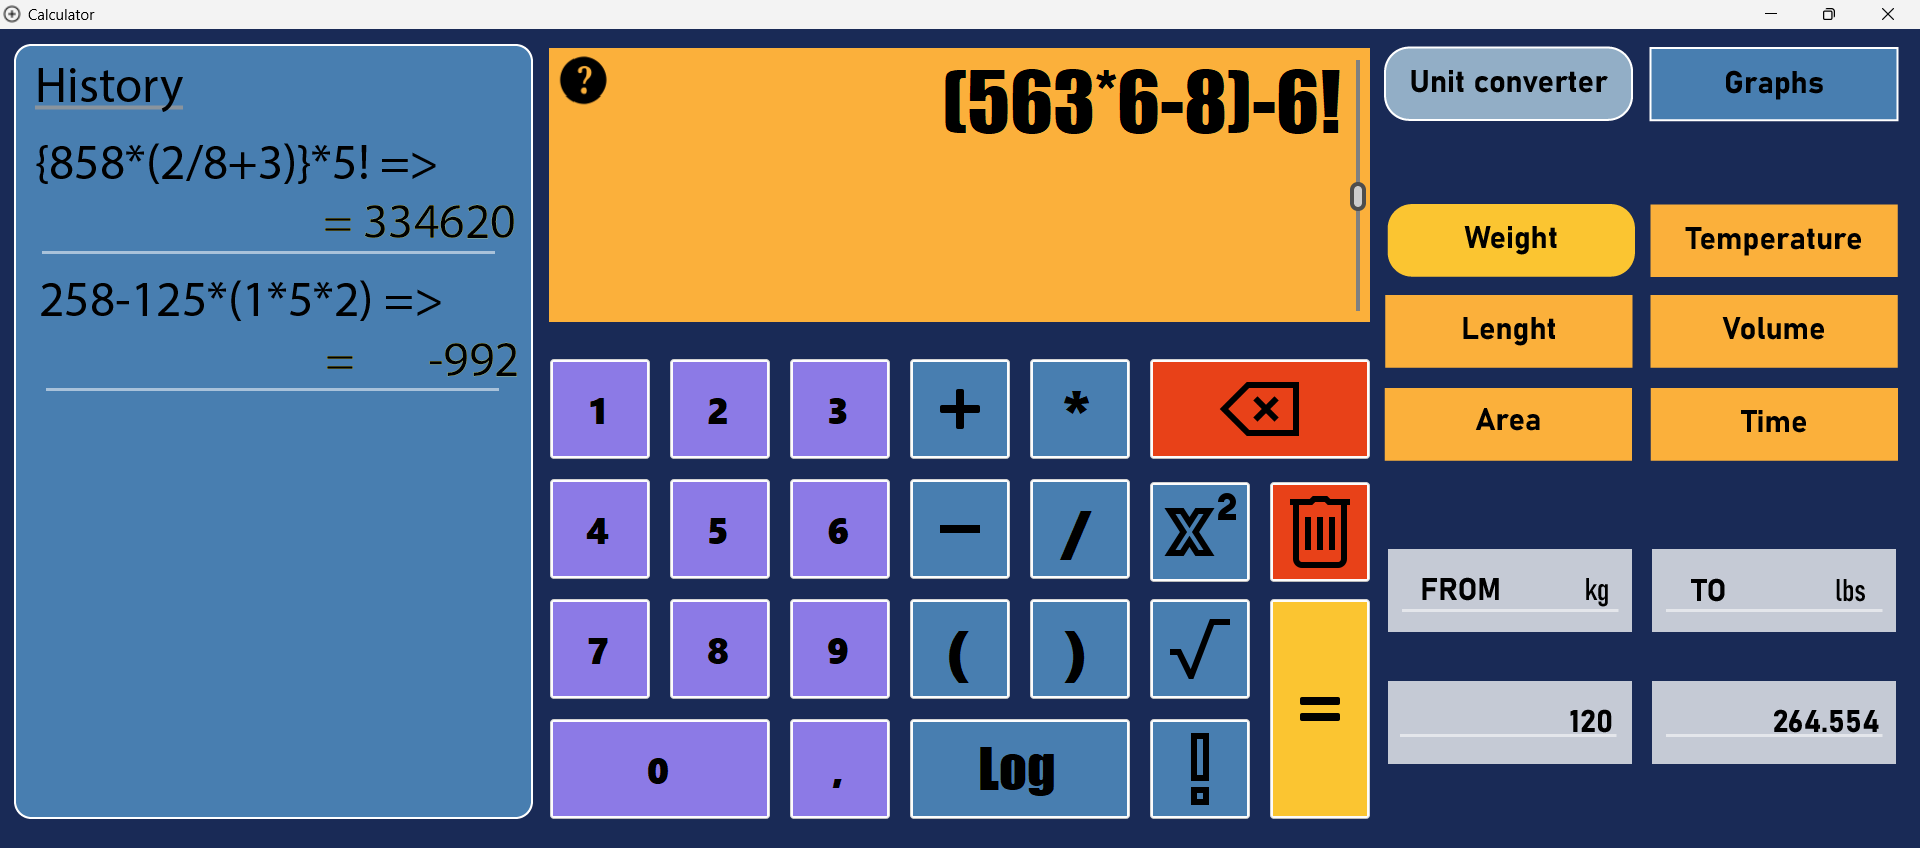 Calculator
History
{858*(2/8+3)}*5! =>
= 334620
258-125*(1*5*2) =>
= -992
?
(563*6-8)-6!
1 2 3 + *
4 5 6 - / X²
7 8 9 ( ) √
0 , Log ! =
Unit converter Graphs
Weight Temperature
Lenght Volume
Area Time
FROM kg TO lbs
120 264.554